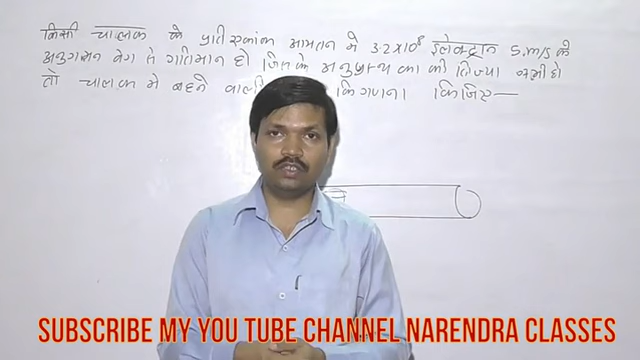 किसी चालक के प्रति एकांक आयतन में 3.2×10⁸ इलेक्ट्रान 5 m/s के
अनुगमन वेग से गतिमान हो जिसके अनुप्रस्थ काट की त्रिज्या
तो चालक मे बहने वाली गणना किजिए—
SUBSCRIBE MY YOU TUBE CHANNEL NARENDRA CLASSES